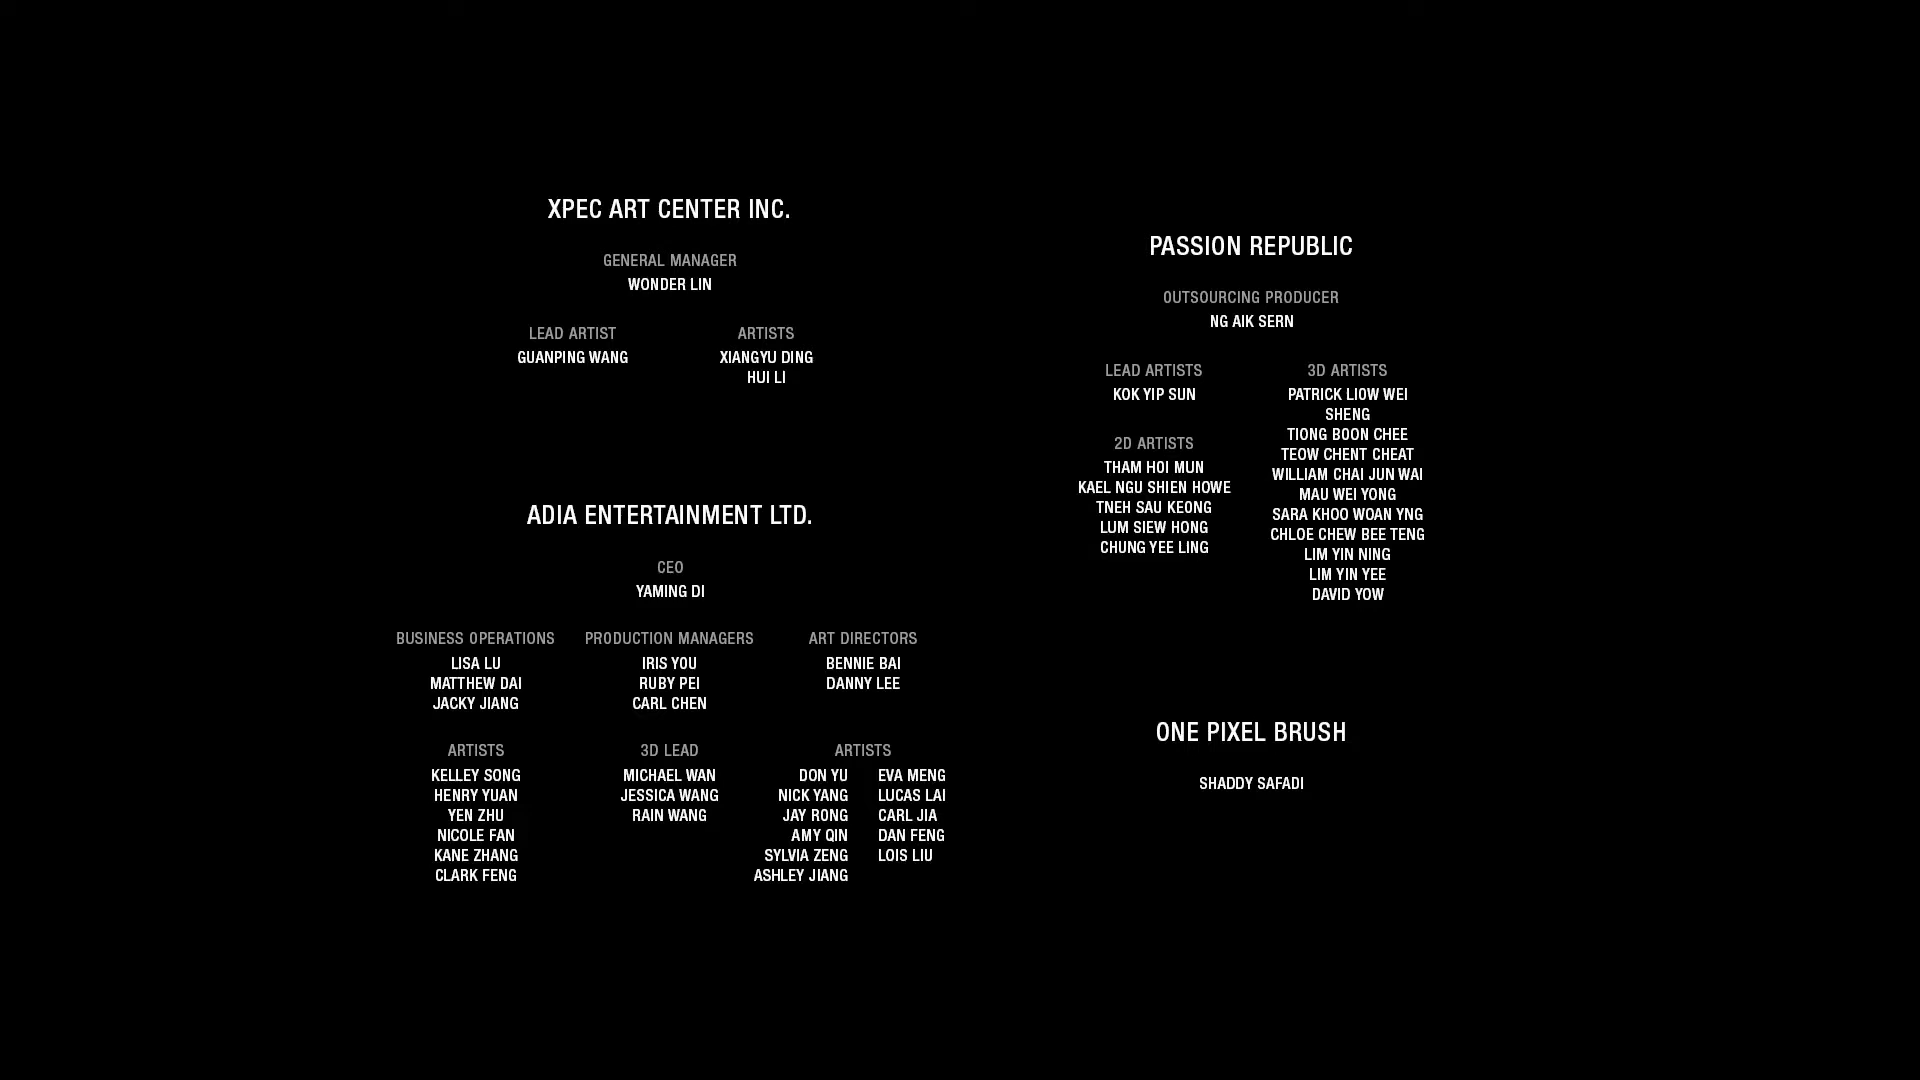 XPEC ART CENTER INC.
GENERAL MANAGER
WONDER LIN
LEAD ARTIST
GUANPING WANG
ARTISTS
XIANGYU DING
HUI LI
ADIA ENTERTAINMENT LTD.
CEO
YAMING DI
BUSINESS OPERATIONS
LISA LU
MATTHEW DAI
JACKY JIANG
PRODUCTION MANAGERS
IRIS YOU
RUBY PEI
CARL CHEN
ART DIRECTORS
BENNIE BAI
DANNY LEE
ARTISTS
KELLEY SONG
HENRY YUAN
YEN ZHU
NICOLE FAN
KANE ZHANG
CLARK FENG
3D LEAD
MICHAEL WAN
JESSICA WANG
RAIN WANG
ARTISTS
DON YU
NICK YANG
JAY RONG
AMY QIN
SYLVIA ZENG
ASHLEY JIANG
EVA MENG
LUCAS LAI
CARL JIA
DAN FENG
LOIS LIU
PASSION REPUBLIC
OUTSOURCING PRODUCER
NG AIK SERN
LEAD ARTISTS
KOK YIP SUN
2D ARTISTS
THAM HOI MUN
KAEL NGU SHIEN HOWE
TNEH SAU KEONG
LUM SIEW HONG
CHUNG YEE LING
3D ARTISTS
PATRICK LIOW WEI
SHENG
TIONG BOON CHEE
TEOW CHENT CHEAT
WILLIAM CHAI JUN WAI
MAU WEI YONG
SARA KHOO WOAN YNG
CHLOE CHEW BEE TENG
LIM YIN NING
LIM YIN YEE
DAVID YOW
ONE PIXEL BRUSH
SHADDY SAFADI